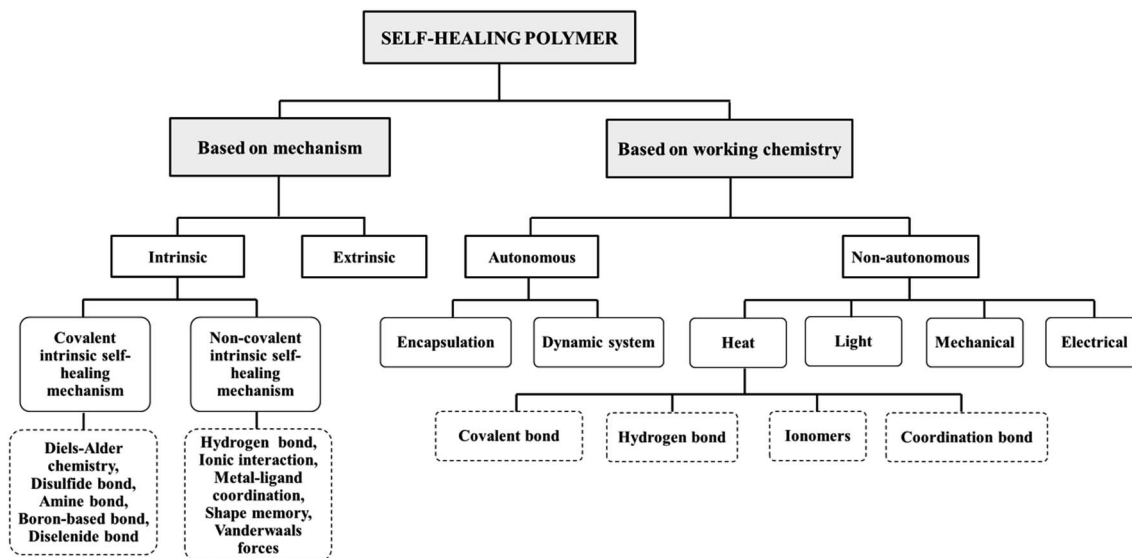 SELF-HEALING POLYMER
Based on mechanism
Based on working chemistry
Intrinsic
Extrinsic
Autonomous
Non-autonomous
Covalent
intrinsic self-
healing
mechanism
Non-covalent
intrinsic self-
healing
mechanism
Encapsulation
Dynamic system
Heat
Light
Mechanical
Electrical
Covalent bond
Hydrogen bond
Ionomers
Coordination bond
Diels-Alder
chemistry,
Disulfide bond,
Amine bond,
Boron-based bond,
Diselenide bond
Hydrogen bond,
Ionic interaction,
Metal-ligand
coordination,
Shape memory,
Vanderwaals
forces